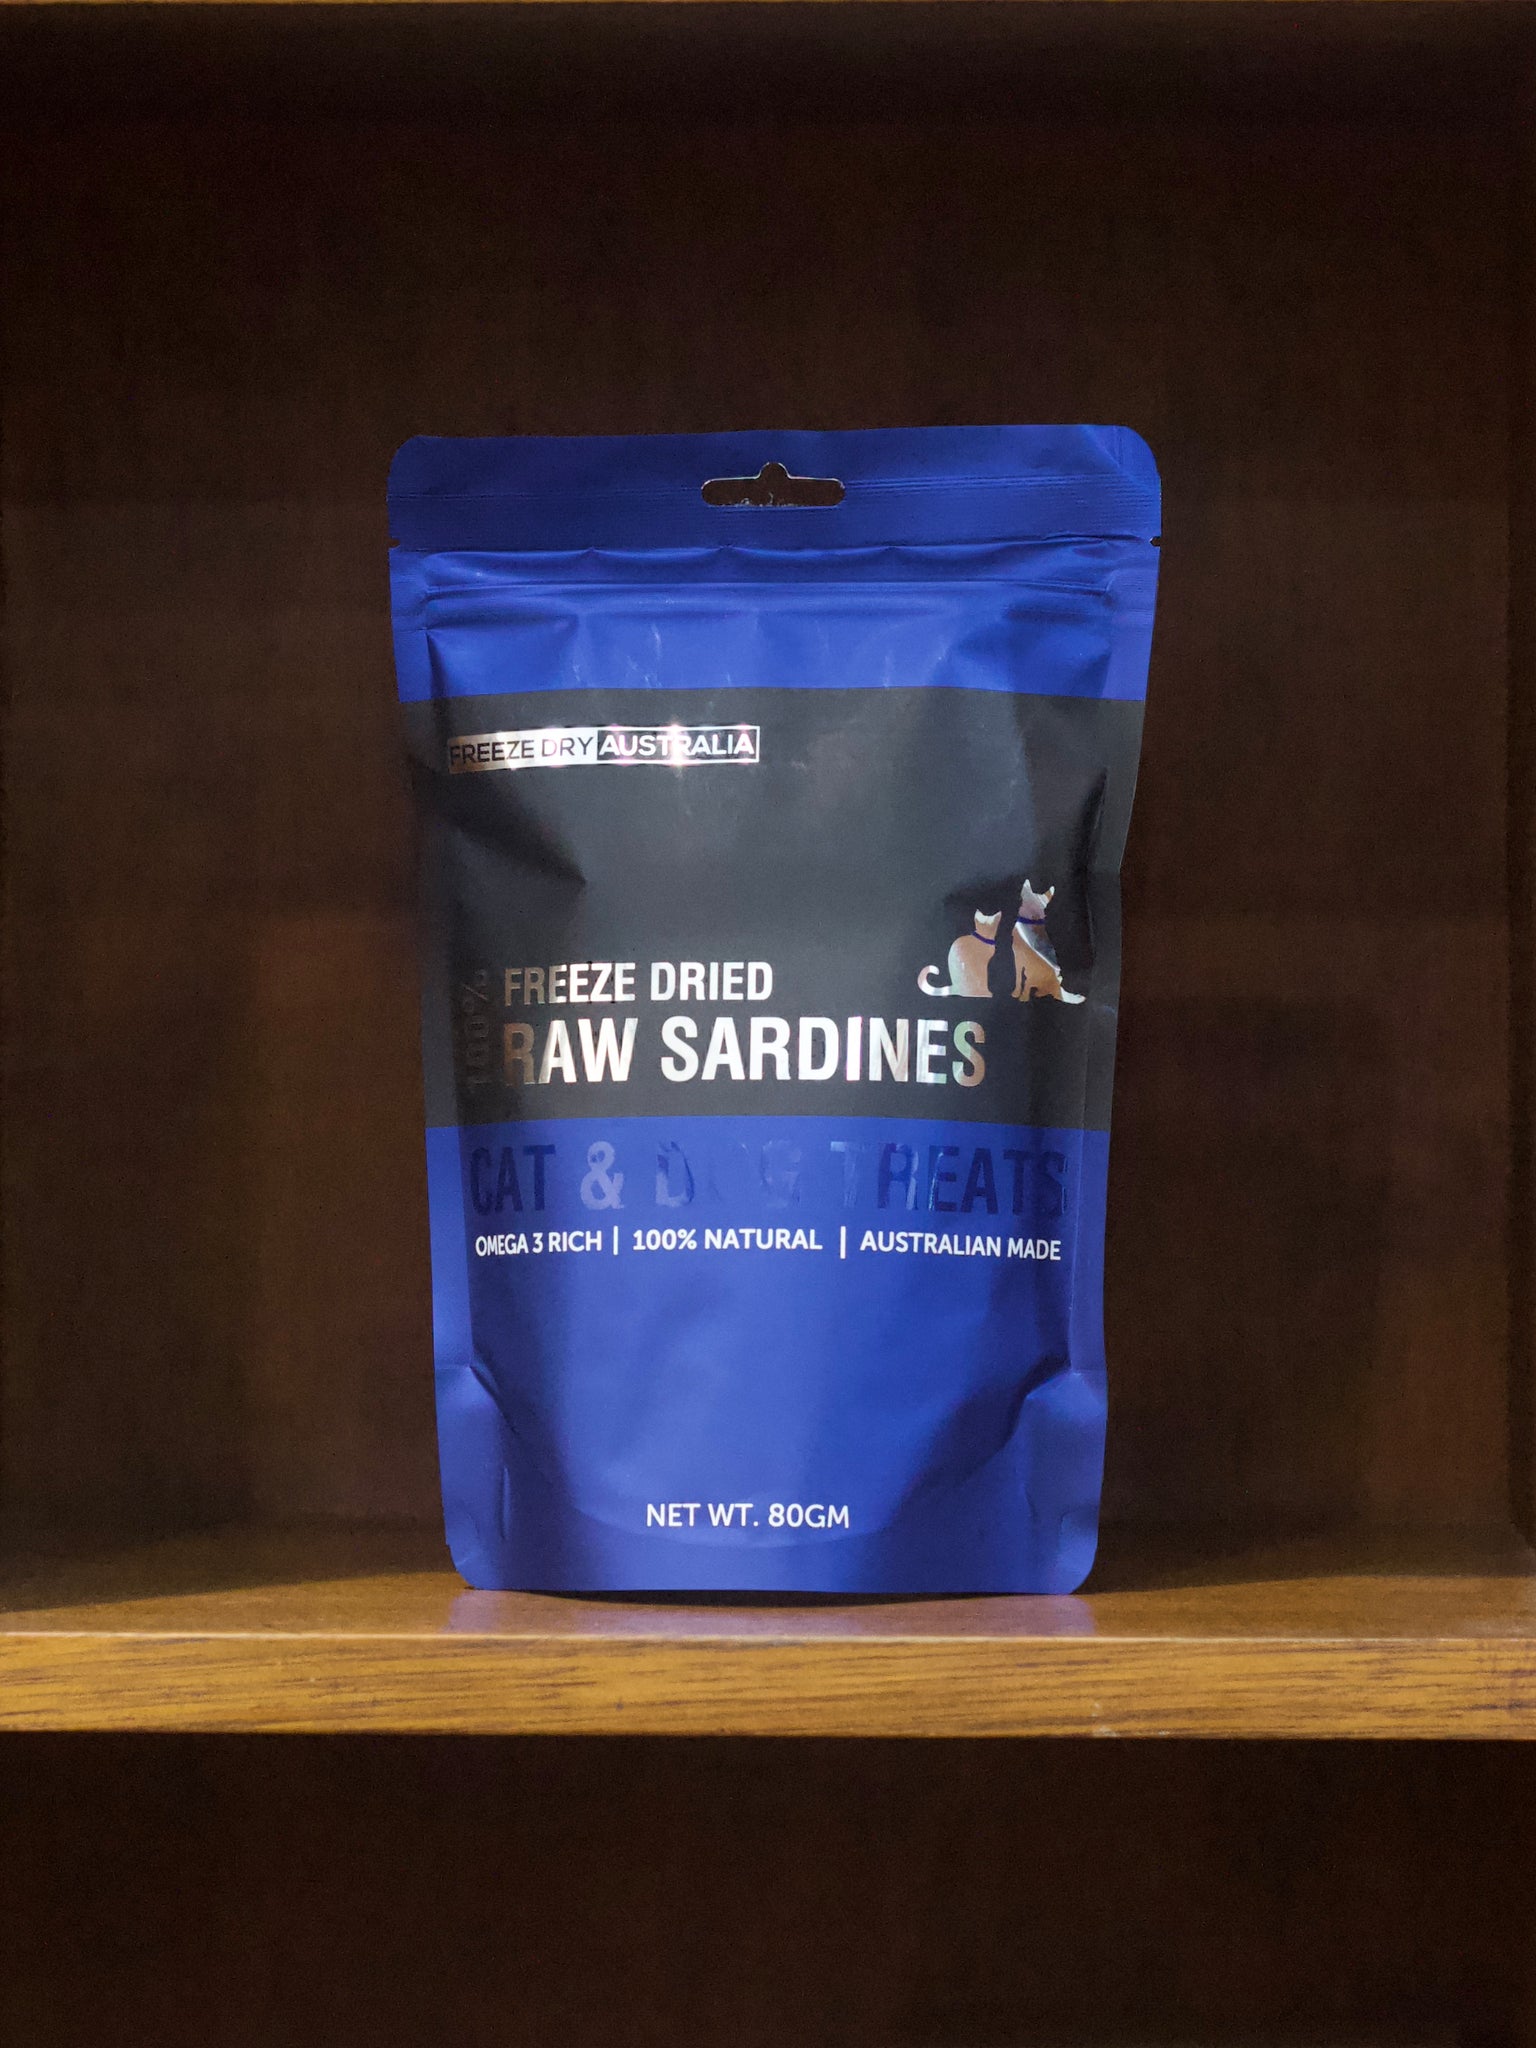 FREEZE DRY AUSTRALIA
100%
FREEZE DRIED
RAW SARDINES
CAT & DOG TREATS
OMEGA 3 RICH | 100% NATURAL | AUSTRALIAN MADE
NET WT. 80GM